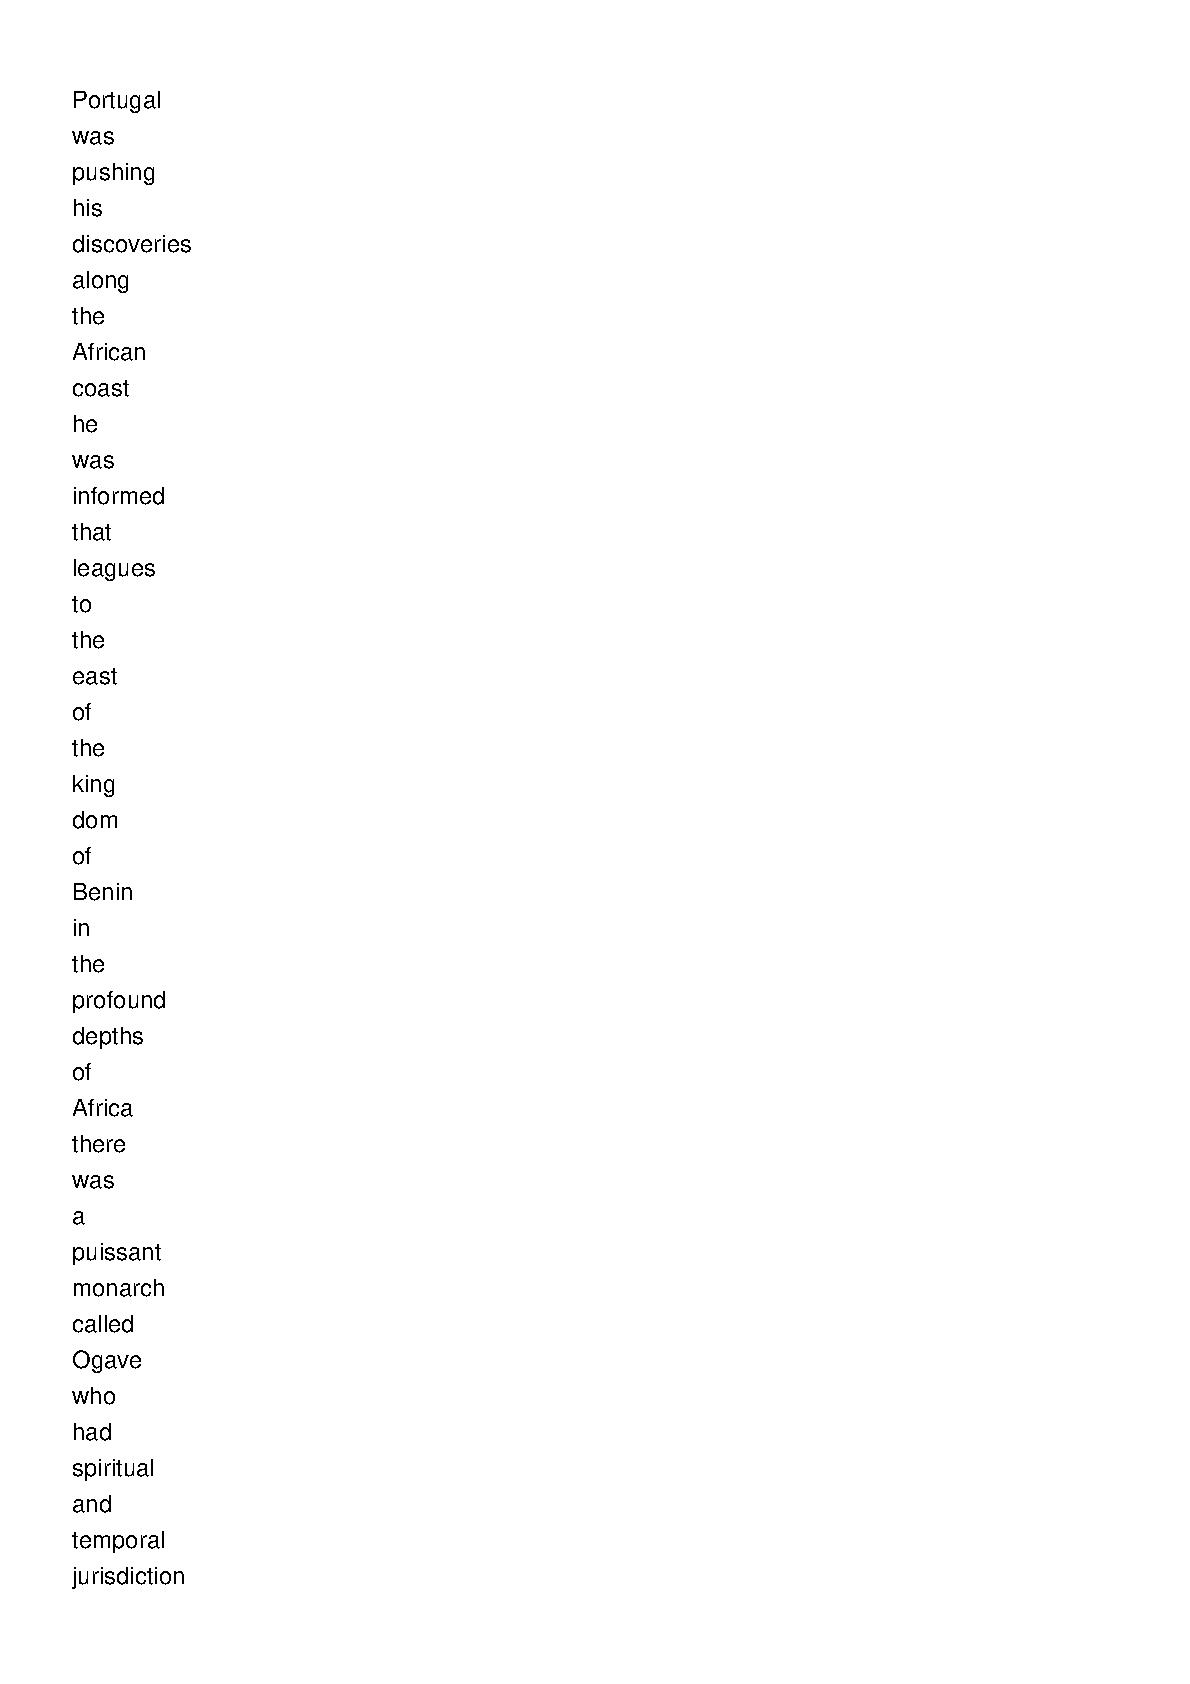 Portugal
was
pushing
his
discoveries
along
the
African
coast
he
was
informed
that
leagues
to
the
east
of
the
king
dom
of
Benin
in
the
profound
depths
of
Africa
there
was
a
puissant
monarch
called
Ogave
who
had
spiritual
and
temporal
jurisdiction